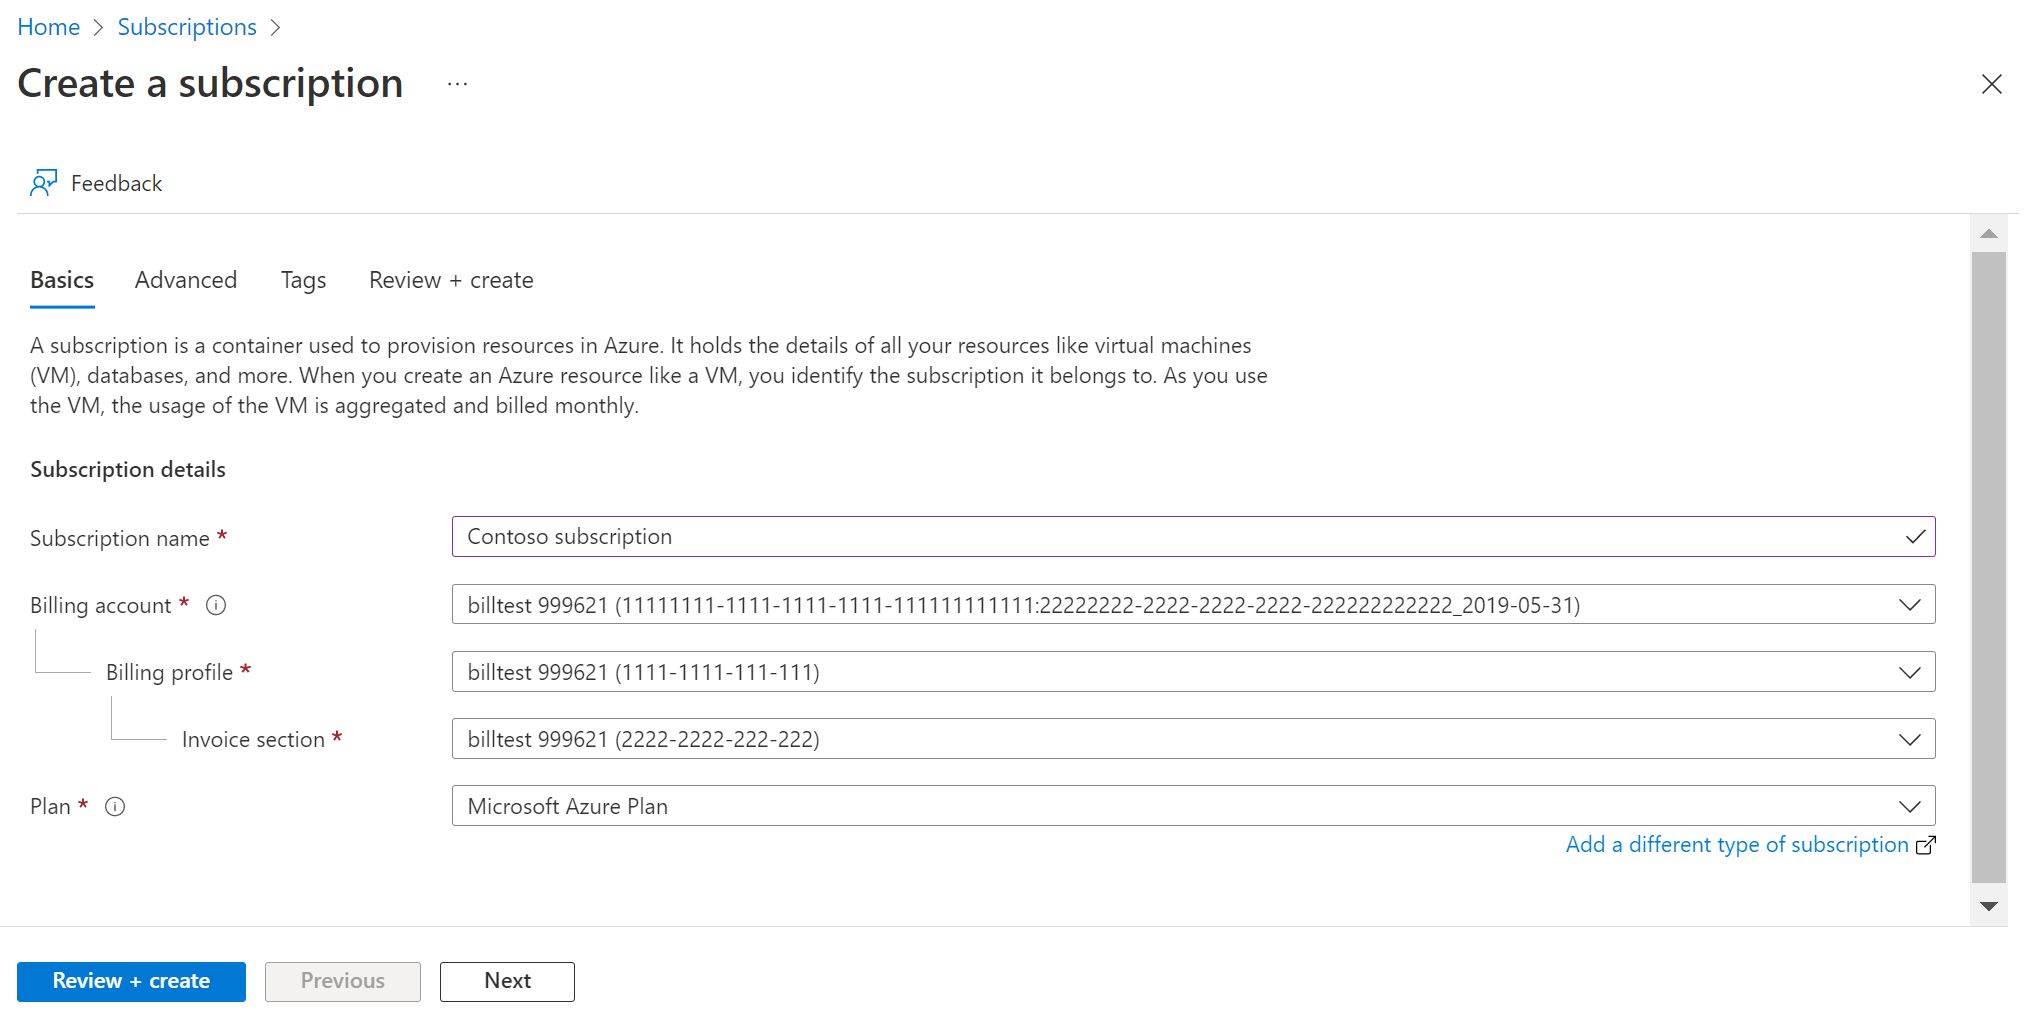 Home > Subscriptions >
Create a subscription ...
Feedback
Basics Advanced Tags Review + create
A subscription is a container used to provision resources in Azure. It holds the details of all your resources like virtual machines
(VM), databases, and more. When you create an Azure resource like a VM, you identify the subscription it belongs to. As you use
the VM, the usage of the VM is aggregated and billed monthly.
Subscription details
Subscription name * Contoso subscription
Billing account * billtest 999621 (11111111-1111-1111-1111-111111111111:22222222-2222-2222-2222-222222222222_2019-05-31)
Billing profile * billtest 999621 (1111-1111-111-111)
Invoice section * billtest 999621 (2222-2222-222-222)
Plan * Microsoft Azure Plan
Add a different type of subscription
Review + create Previous Next